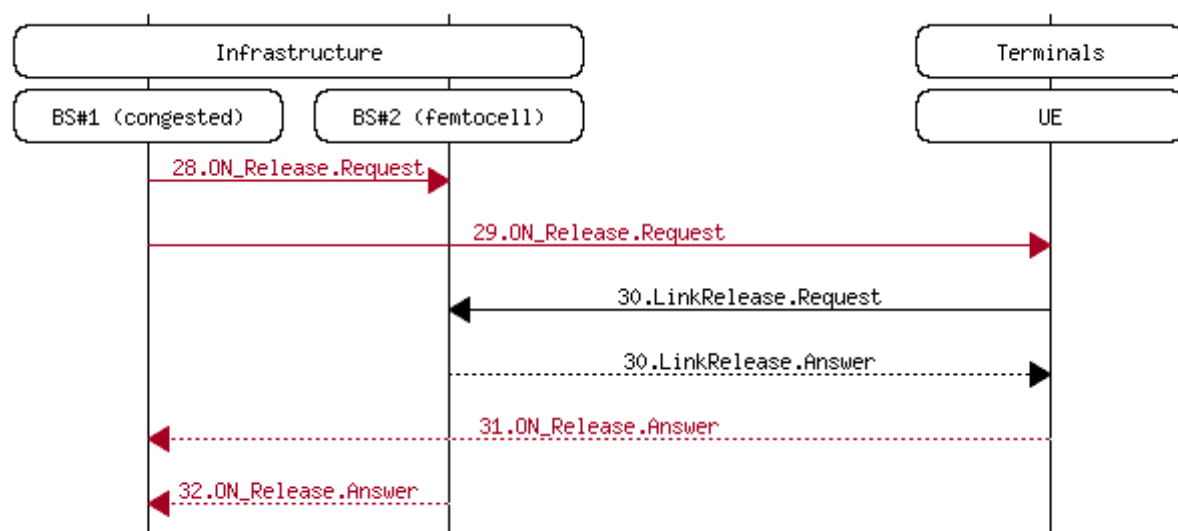 Infrastructure
Terminals
BS#1 (congested)
BS#2 (femtocell)
UE
28.ON_Release.Request
29.ON_Release.Request
30.LinkRelease.Request
30.LinkRelease.Answer
31.ON_Release.Answer
32.ON_Release.Answer